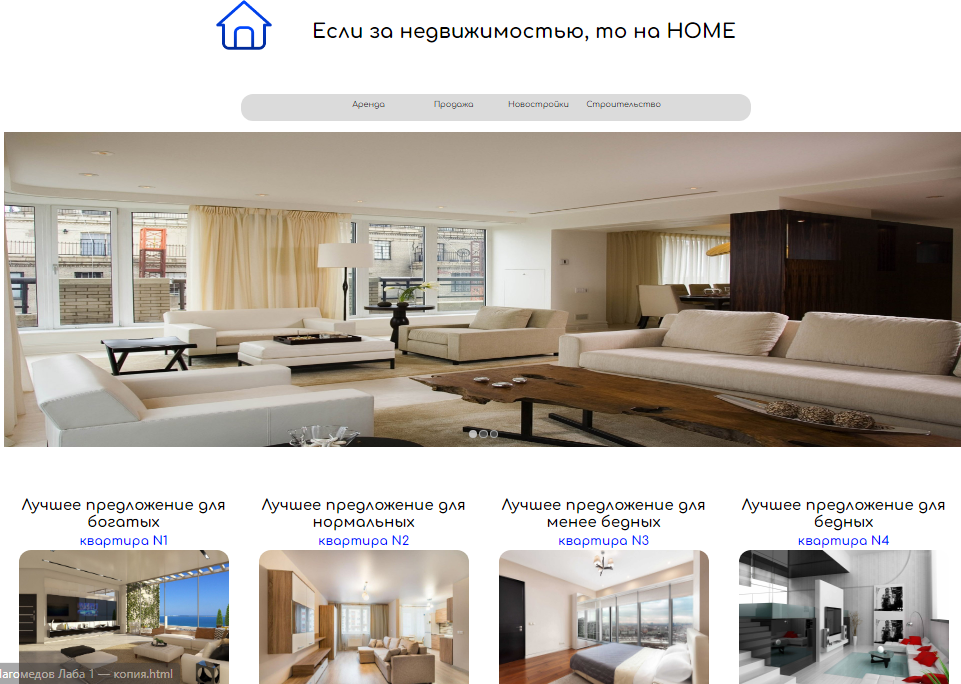 Если за недвижимостью, то на HOME
Аренда Продажа Новостройки Строительство
Лучшее предложение для
богатых
квартира N1
Лучшее предложение для
нормальных
квартира N2
Лучшее предложение для
менее бедных
квартира N3
Лучшее предложение для
бедных
квартира N4
Лаба 1 — копия.html